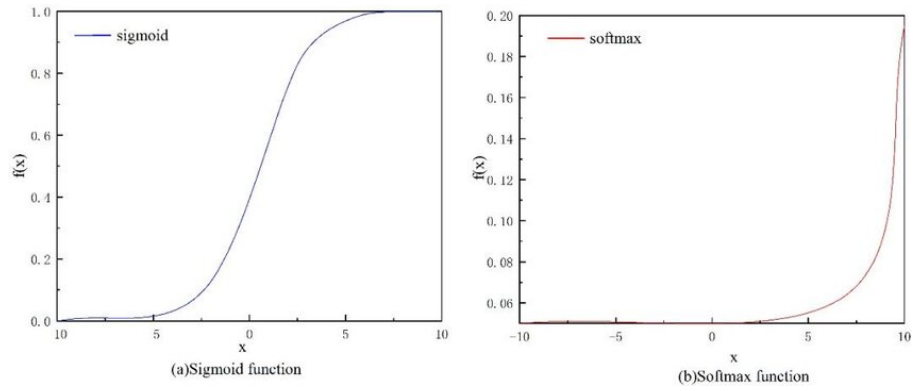 1.0
sigmoid
0.8
0.6
f(x)
0.4
0.2
0.0
10 5 0 5 10
x
(a)Sigmoid function
0.20
softmax
0.18
0.16
0.14
f(x)
0.12
0.10
0.08
0.06
-10 -5 0 5 10
x
(b)Softmax function